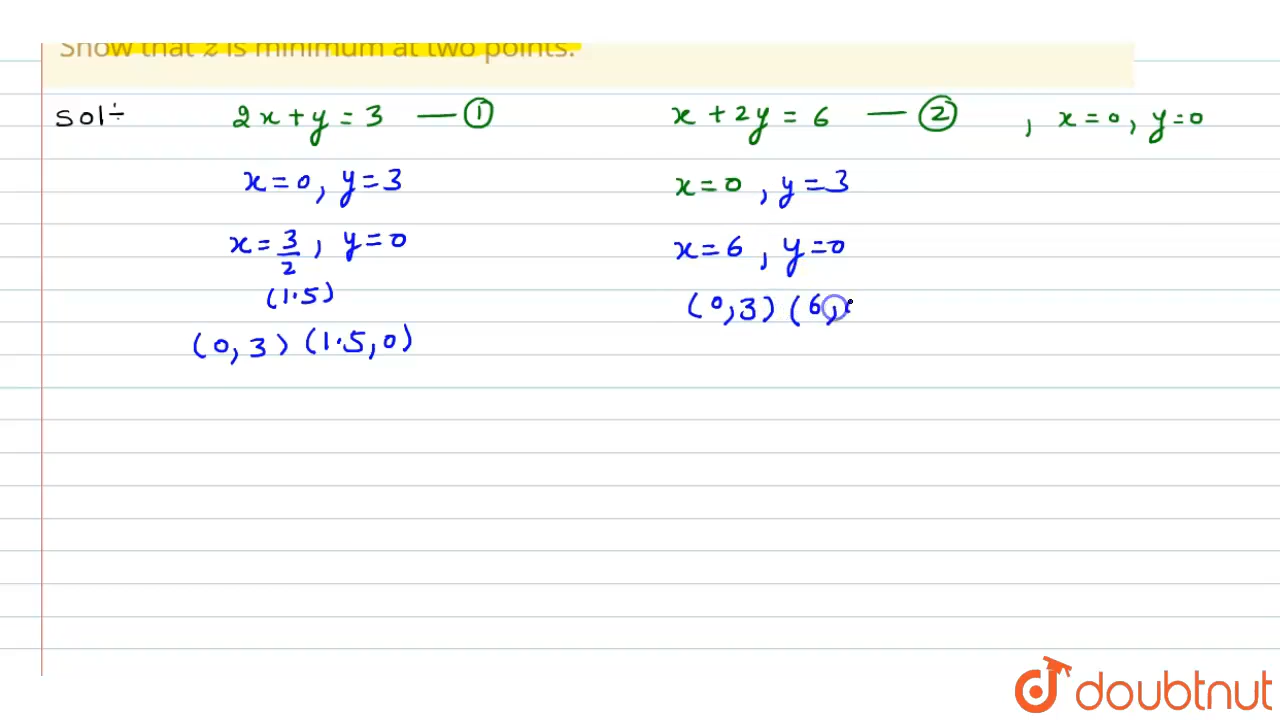 Show that z is minimum at two points.
Sol÷ 2x+y=3 — ① x+2y=6 — ② , x=0, y=0
x=0, y=3 x=0, y=3
x=3/2, y=0 x=6, y=0
(1.5) (0,3) (6,
(0,3) (1.5,0)
doubtnut